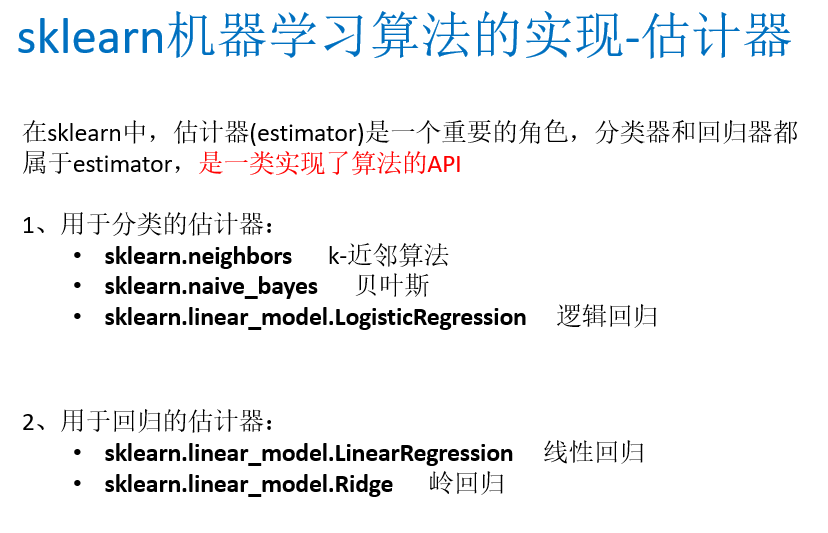 sklearn机器学习算法的实现-估计器
在sklearn中，估计器(estimator)是一个重要的角色，分类器和回归器都
属于estimator，是一类实现了算法的API
1、用于分类的估计器：
• sklearn.neighbors k-近邻算法
• sklearn.naive_bayes 贝叶斯
• sklearn.linear_model.LogisticRegression 逻辑回归
2、用于回归的估计器：
• sklearn.linear_model.LinearRegression 线性回归
• sklearn.linear_model.Ridge 岭回归